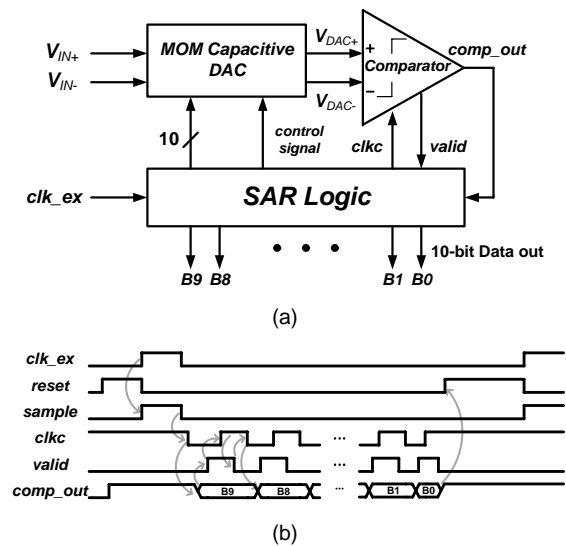 V_IN+
V_IN-
MOM Capacitive
DAC
V_DAC+
V_DAC-
+
−
Comparator
comp_out
10
control
signal
clkc
valid
clk_ex
SAR Logic
B9 B8 • • • B1 B0
10-bit Data out
(a)
clk_ex
reset
sample
clkc ...
valid ...
comp_out B9 B8 ... B1 B0
(b)